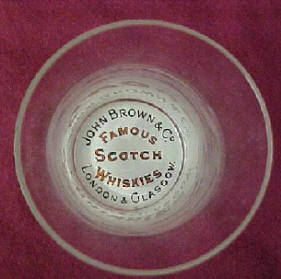 JOHN BROWN & CO.
FAMOUS
SCOTCH
WHISKIES
LONDON & GLASGOW.